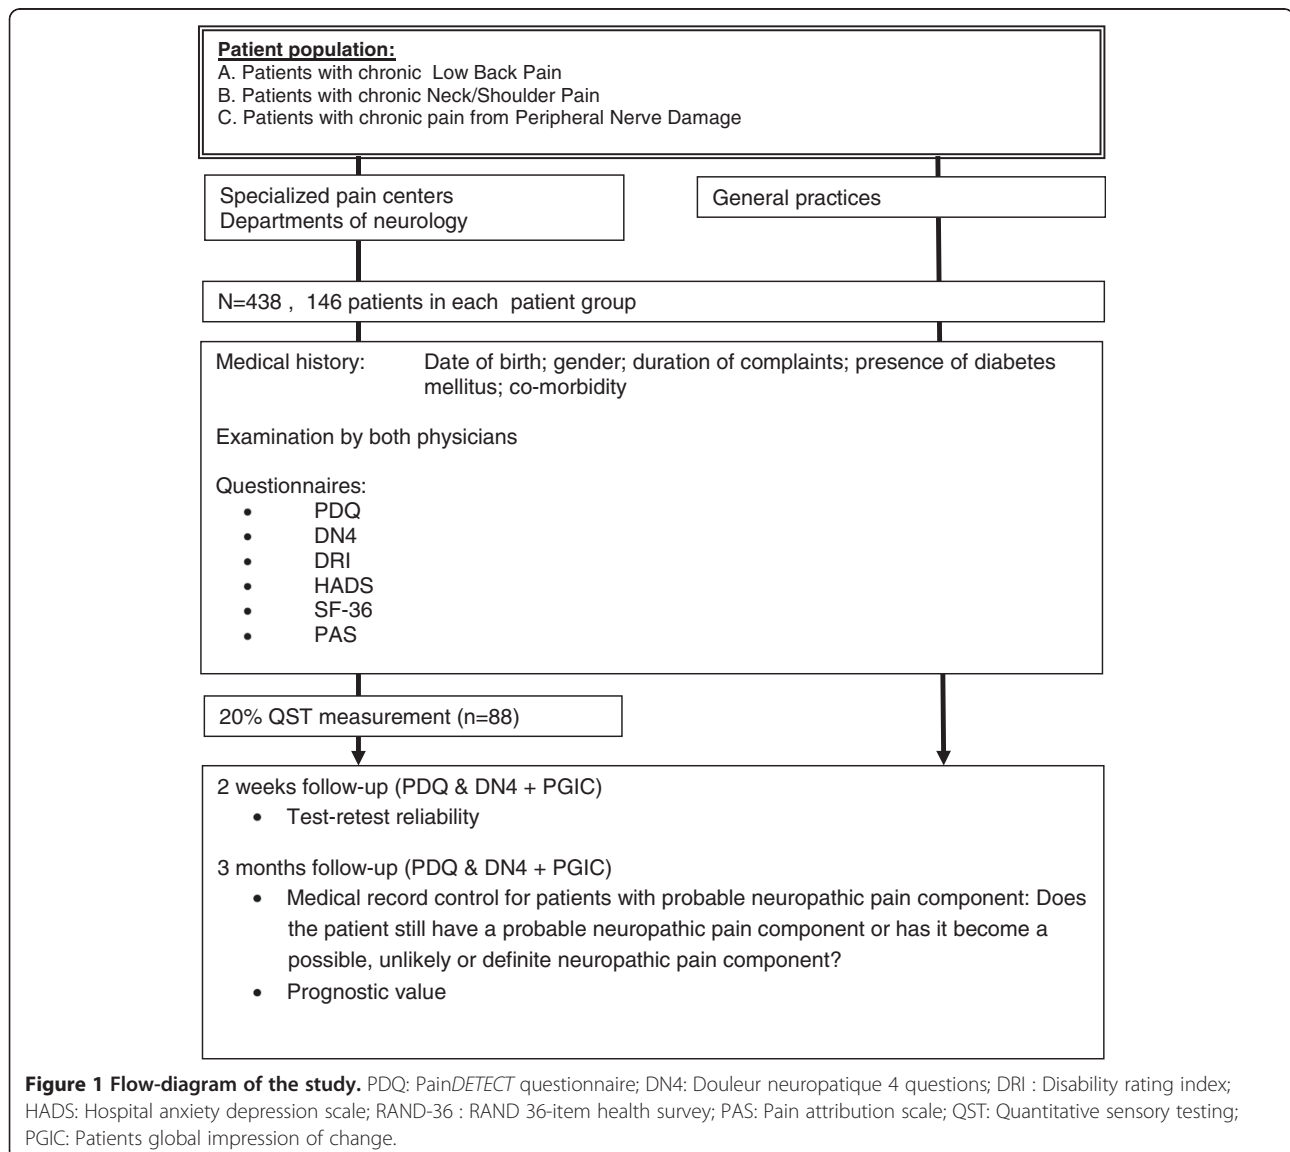 Patient population:
A. Patients with chronic Low Back Pain
B. Patients with chronic Neck/Shoulder Pain
C. Patients with chronic pain from Peripheral Nerve Damage
Specialized pain centers
Departments of neurology
General practices
N=438 , 146 patients in each patient group
Medical history: Date of birth; gender; duration of complaints; presence of diabetes
mellitus; co-morbidity
Examination by both physicians
Questionnaires:
• PDQ
• DN4
• DRI
• HADS
• SF-36
• PAS
20% QST measurement (n=88)
2 weeks follow-up (PDQ & DN4 + PGIC)
• Test-retest reliability
3 months follow-up (PDQ & DN4 + PGIC)
• Medical record control for patients with probable neuropathic pain component: Does
the patient still have a probable neuropathic pain component or has it become a
possible, unlikely or definite neuropathic pain component?
• Prognostic value
Figure 1 Flow-diagram of the study. PDQ: PainDETECT questionnaire; DN4: Douleur neuropatique 4 questions; DRI : Disability rating index;
HADS: Hospital anxiety depression scale; RAND-36 : RAND 36-item health survey; PAS: Pain attribution scale; QST: Quantitative sensory testing;
PGIC: Patients global impression of change.